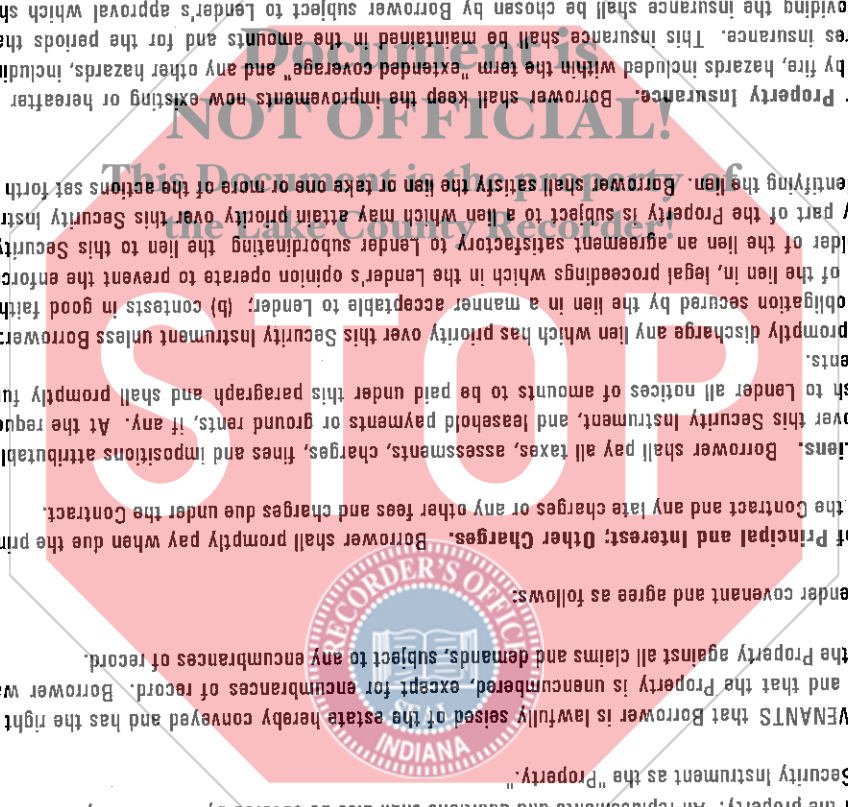 Security Instrument as the "Property."
VENANTS that Borrower is lawfully seised of the estate hereby conveyed and has the right
and that the Property is unencumbered, except for encumbrances of record. Borrower wa
the Property against all claims and demands, subject to any encumbrances of record.
ender covenant and agree as follows:
of Principal and Interest; Other Charges. Borrower shall promptly pay when due the prin
the Contract and any late charges or any other fees and charges due under the Contract.
iens. Borrower shall pay all taxes, assessments, charges, fines and impositions attributabl
over this Security Instrument, and leasehold payments or ground rents, if any. At the reque
sh to Lender all notices of amounts to be paid under this paragraph and shall promptly fu
ents.
promptly discharge any lien which has priority over this Security Instrument unless Borrower:
obligation secured by the lien in a manner acceptable to Lender; (b) contests in good faith
of the lien in, legal proceedings which in the Lender's opinion operate to prevent the enforc
lder of the lien an agreement satisfactory to Lender subordinating the lien to this Security
y part of the Property is subject to a lien which may attain priority over this Security Instr
dentifying the lien. Borrower shall satisfy the lien or take one or more of the actions set forth
Property Insurance. Borrower shall keep the improvements now existing or hereafter
by fire, hazards included within the term "extended coverage" and any other hazards, includin
res insurance. This insurance shall be maintained in the amounts and for the periods tha
oviding the insurance shall be chosen by Borrower subject to Lender's approval which sh
Document is
NOT OFFICIAL!
This Document is the property of
the Lake County Recorder!
STOP
RECORDER'S OFFICE
SEAL
INDIANA